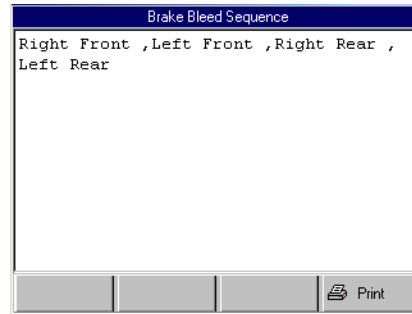 Brake Bleed Sequence
Right Front ,Left Front ,Right Rear ,
Left Rear
Print